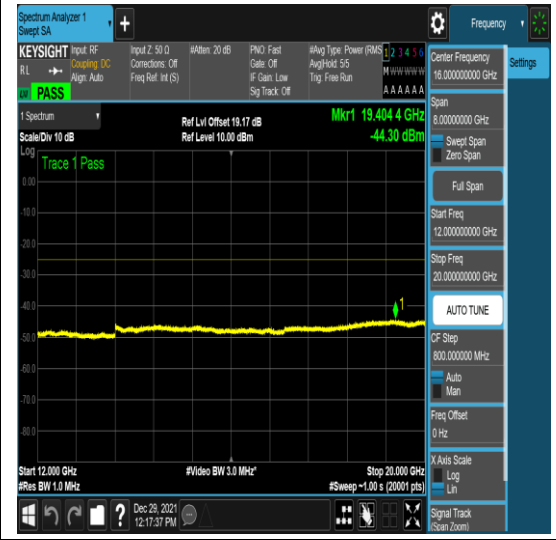 Spectrum Analyzer 1
Swept SA
+
Frequency
KEYSIGHT
RL
Input: RF
Coupling: DC
Align: Auto
Input Z: 50 Ω
Corrections: Off
Freq Ref: Int (S)
#Atten: 20 dB
PNO: Fast
Gate: Off
IF Gain: Low
Sig Track: Off
#Avg Type: Power (RMS
Avg|Hold: 5/5
Trig: Free Run
1 2 3 4 5 6
M W W W W W
A A A A A A
PASS
1 Spectrum
Scale/Div 10 dB
Ref Lvl Offset 19.17 dB
Ref Level 10.00 dBm
Mkr1 19.404 4 GHz
-44.30 dBm
Log
Trace 1 Pass
0.00
-10.0
-20.0
-30.0
-40.0
-50.0
-60.0
-70.0
-80.0
1
Start 12.000 GHz
#Res BW 1.0 MHz
#Video BW 3.0 MHz*
Stop 20.000 GHz
#Sweep ~1.00 s (20001 pts)
?
Dec 29, 2021
12:17:37 PM
Center Frequency
16.000000000 GHz
Settings
Span
8.00000000 GHz
Swept Span
Zero Span
Full Span
Start Freq
12.000000000 GHz
Stop Freq
20.000000000 GHz
AUTO TUNE
CF Step
800.000000 MHz
Auto
Man
Freq Offset
0 Hz
X Axis Scale
Log
Lin
Signal Track
(Span Zoom)